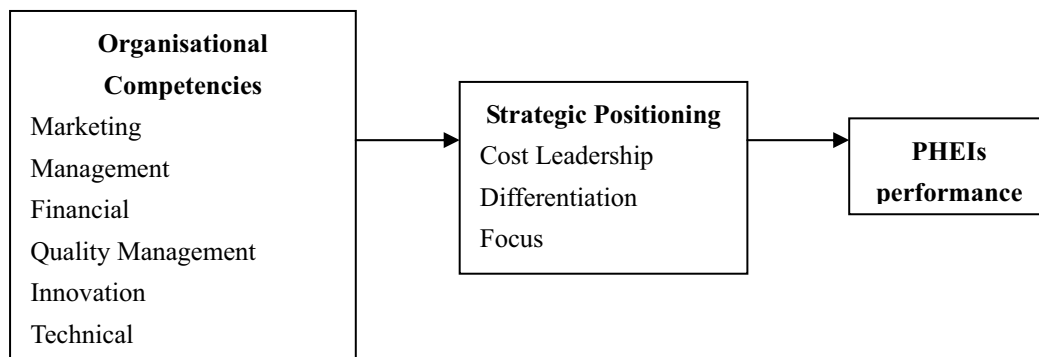 Organisational
Competencies
Marketing
Management
Financial
Quality Management
Innovation
Technical
Strategic Positioning
Cost Leadership
Differentiation
Focus
PHEIs
performance